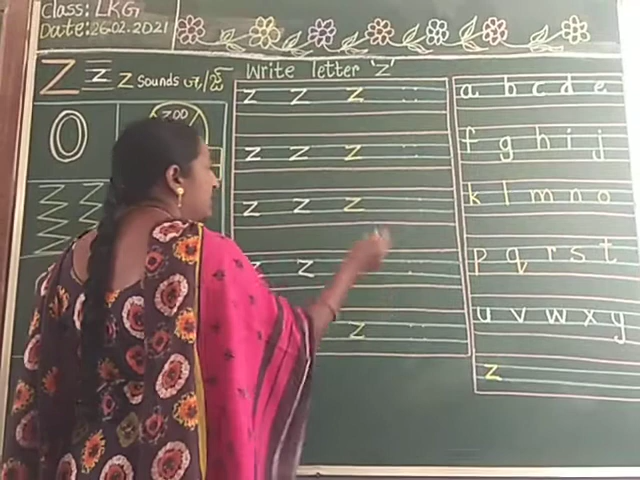 Class: LKG
Date: 26.02.2021
Z z z Sounds
Write letter 'z'
ZOO
z z z
z z z
z z z
z z
z
a b c d e
f g h i j
k l m n o
p q r s t
u v w x y
z